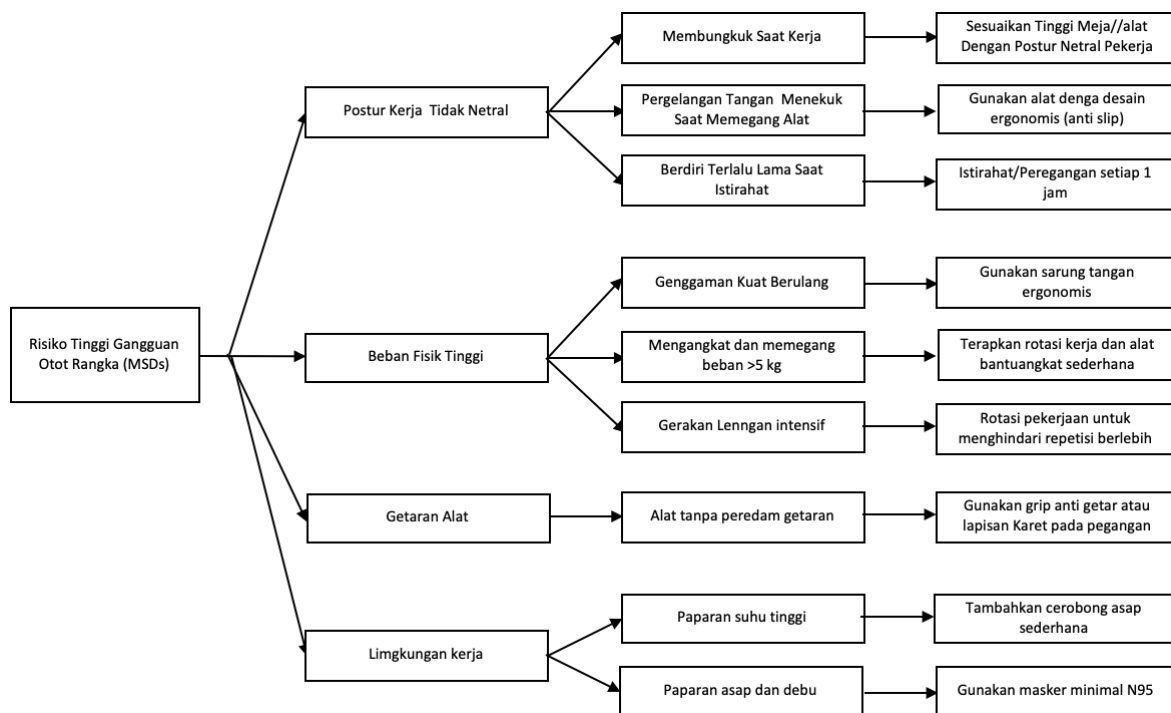 Membungkuk Saat Kerja
Sesuaikan Tinggi Meja//alat
Dengan Postur Netral Pekerja
Postur Kerja  Tidak Netral
Pergelangan Tangan  Menekuk
Saat Memegang Alat
Gunakan alat denga desain
ergonomis (anti slip)
Berdiri Terlalu Lama Saat
Istirahat
Istirahat/Peregangan setiap 1
jam
Risiko Tinggi Gangguan
Otot Rangka (MSDs)
Genggaman Kuat Berulang
Gunakan sarung tangan
ergonomis
Beban Fisik Tinggi
Mengangkat dan memegang
beban >5 kg
Terapkan rotasi kerja dan alat
bantuangkat sederhana
Gerakan Lenngan intensif
Rotasi pekerjaan untuk
menghindari repetisi berlebih
Getaran Alat
Alat tanpa peredam getaran
Gunakan grip anti getar atau
lapisan Karet pada pegangan
Limgkungan kerja
Paparan suhu tinggi
Tambahkan cerobong asap
sederhana
Paparan asap dan debu
Gunakan masker minimal N95